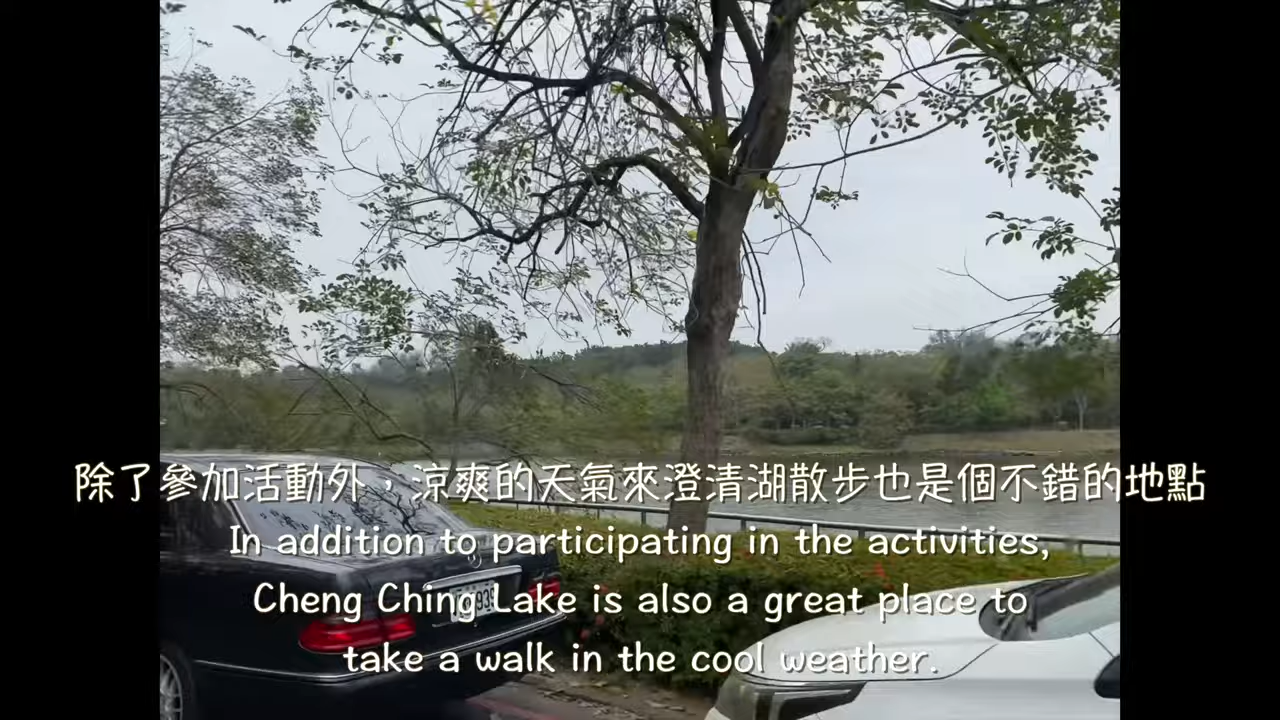 除了參加活動外，涼爽的天氣來澄清湖散步也是個不錯的地點
In addition to participating in the activities,
Cheng Ching Lake is also a great place to
take a walk in the cool weather.